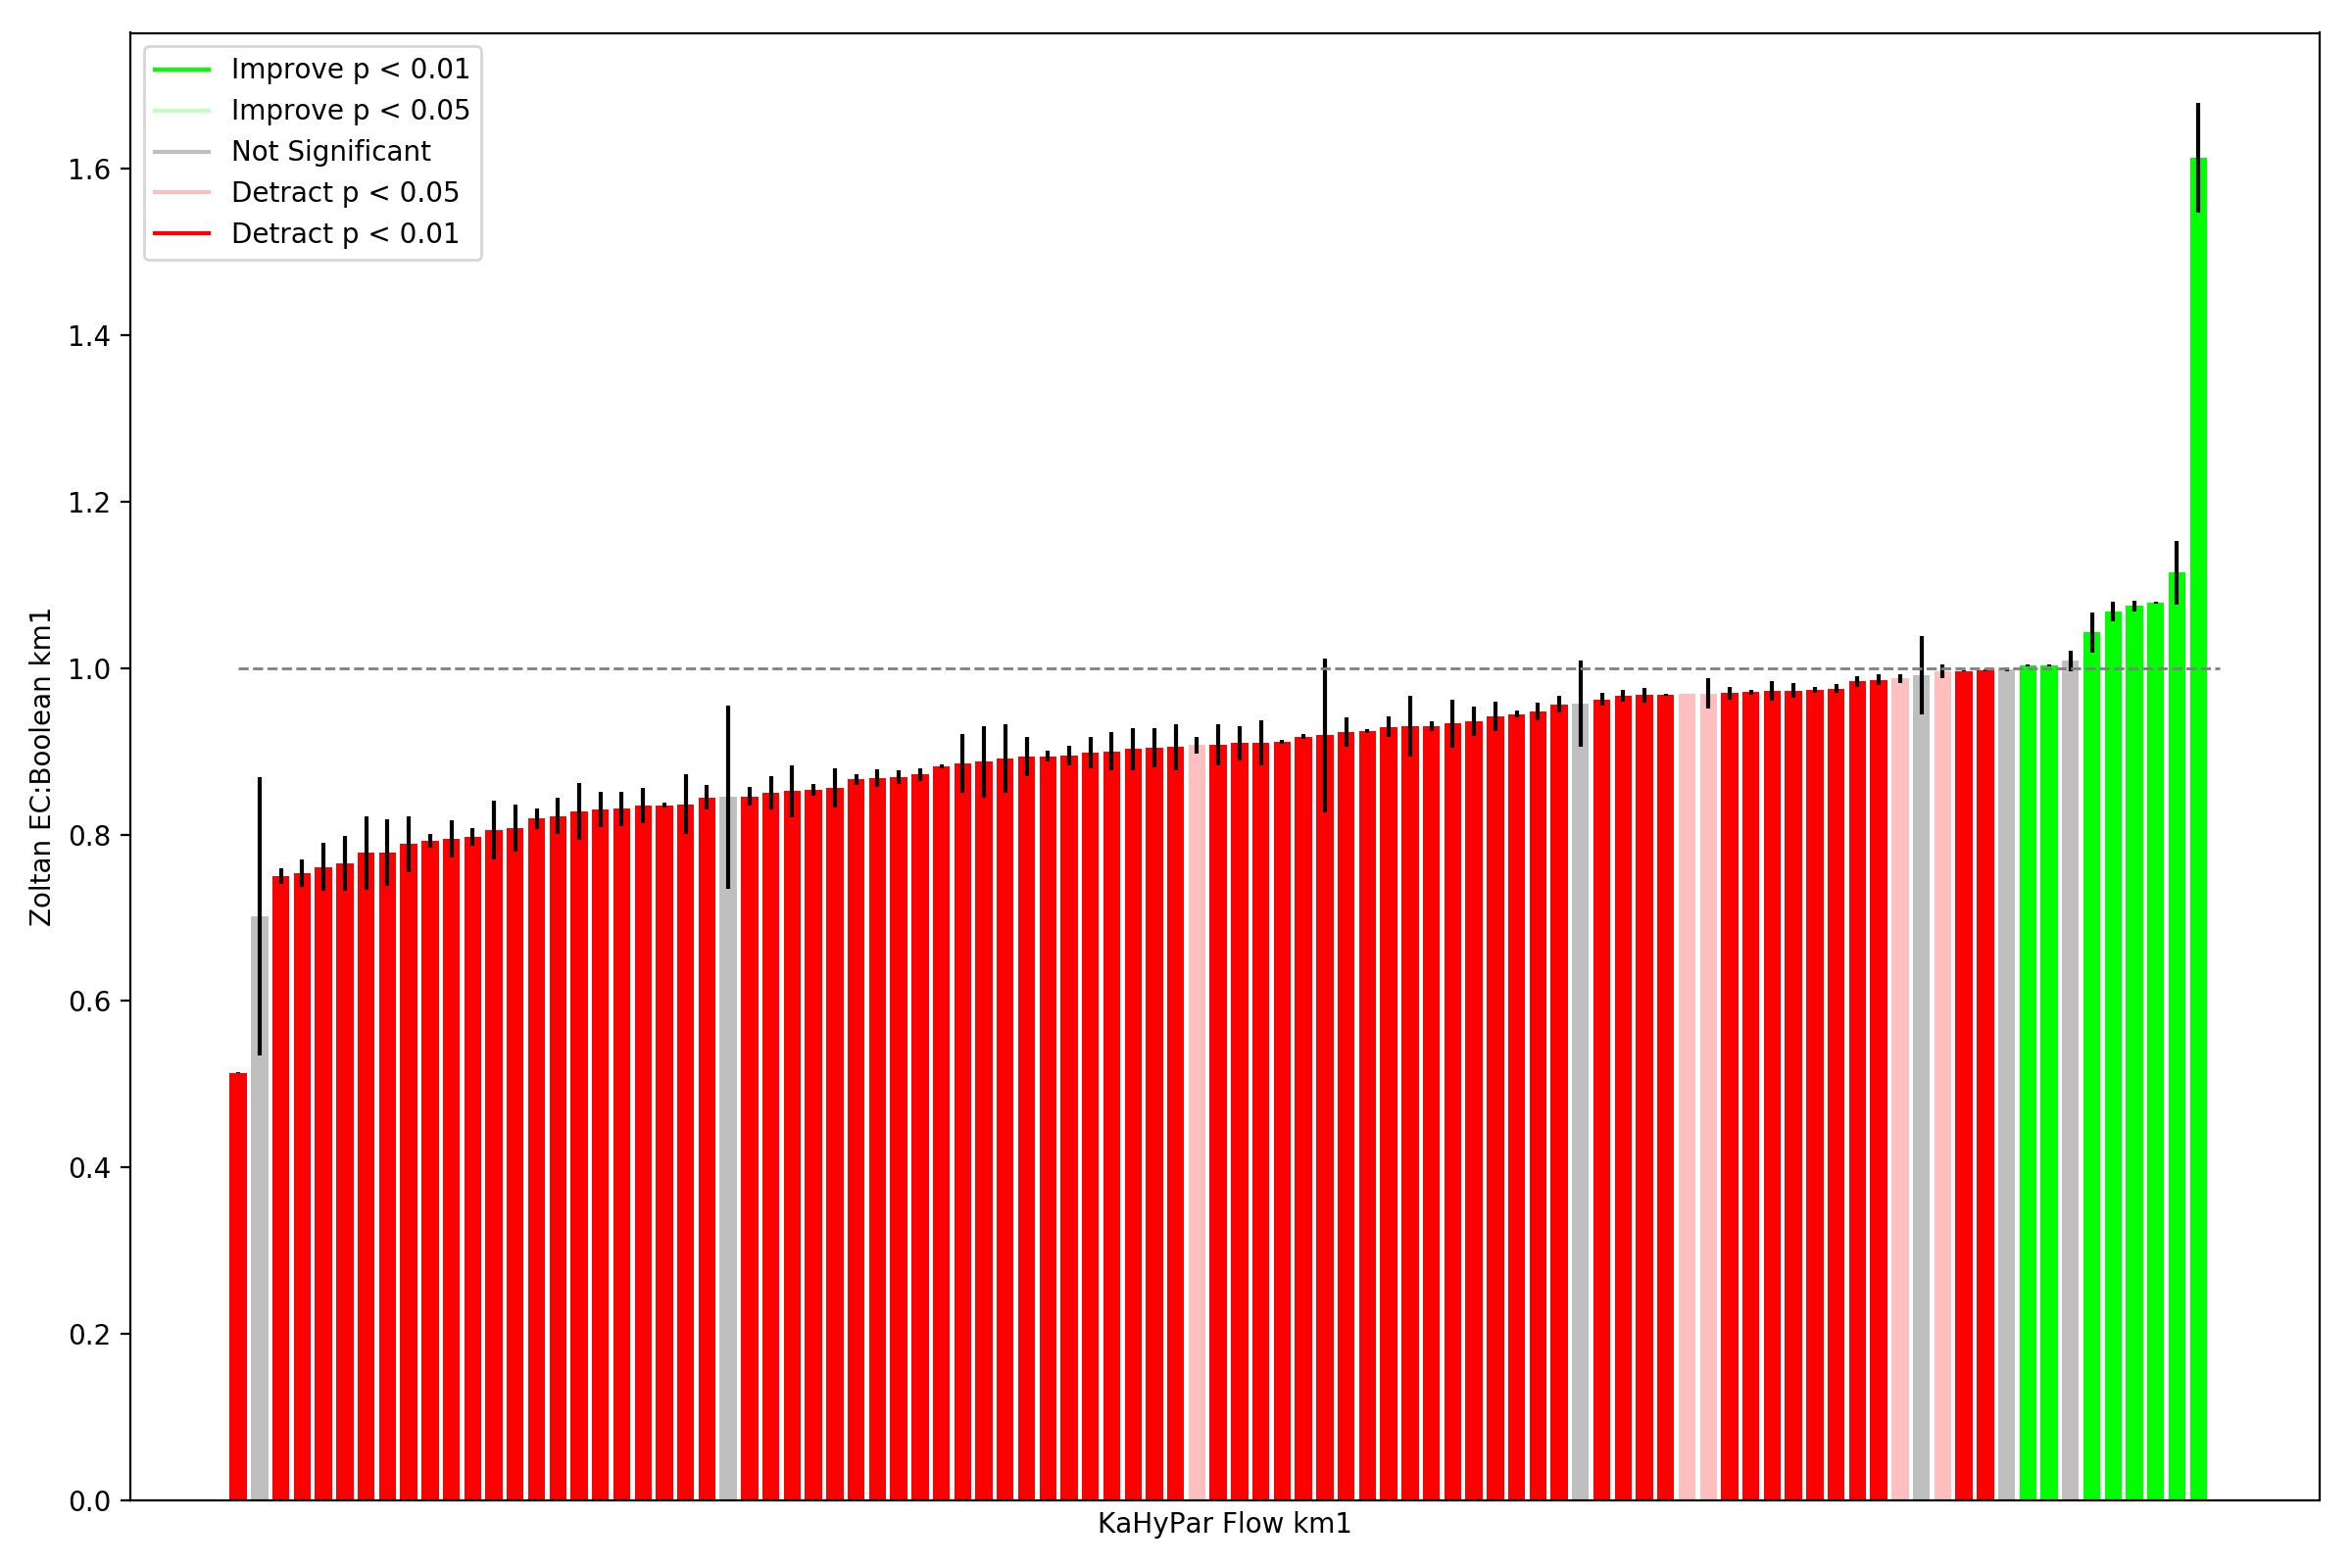 Improve p < 0.01
Improve p < 0.05
Not Significant
Detract p < 0.05
Detract p < 0.01
1.6
1.4
1.2
1.0
0.8
0.6
0.4
0.2
0.0
Zoltan EC:Boolean km1
KaHyPar Flow km1